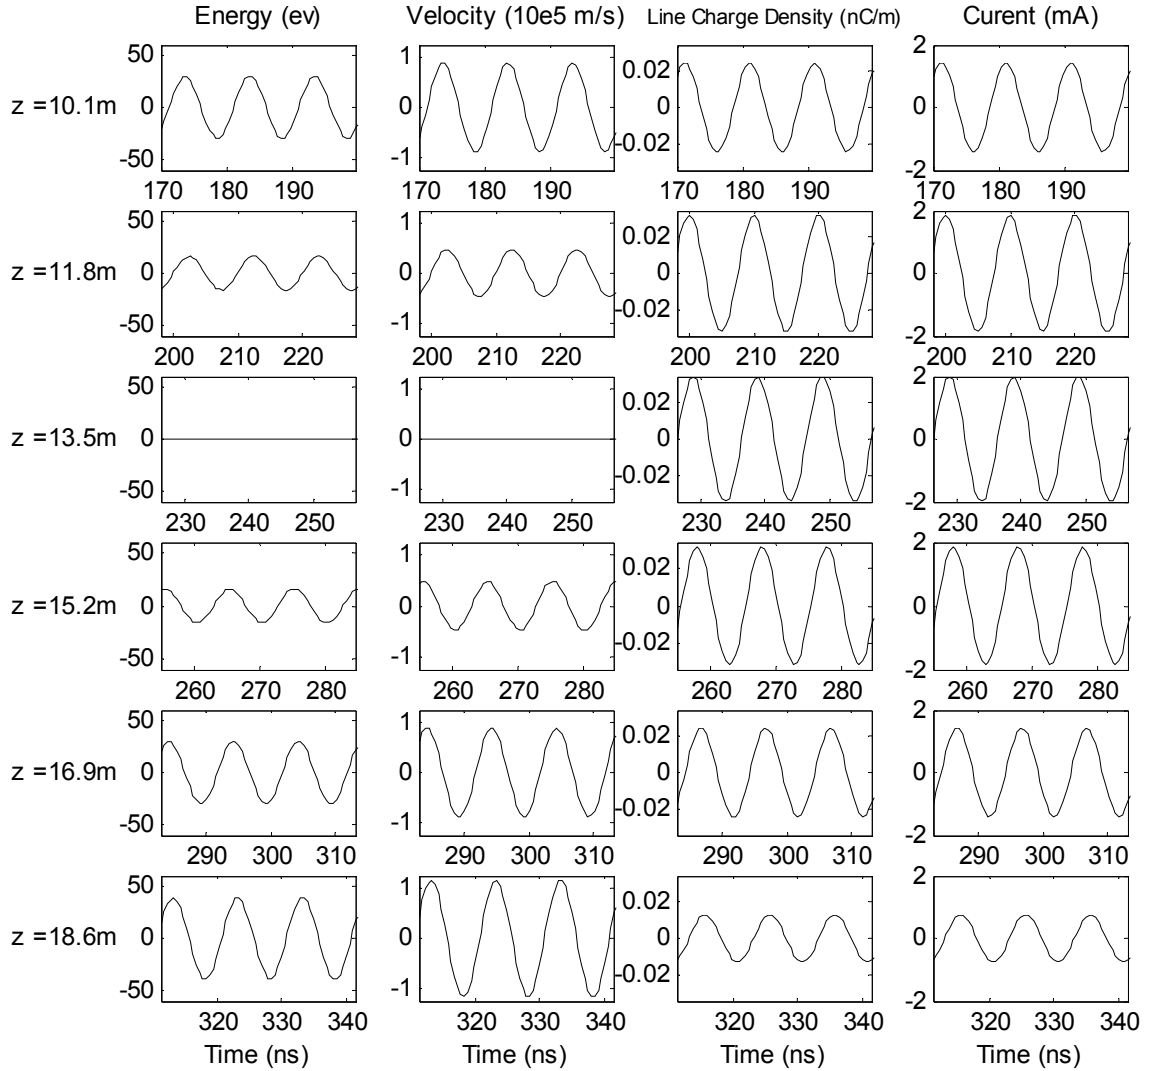 Energy (ev) Velocity (10e5 m/s) Line Charge Density (nC/m) Curent (mA)
z =10.1m 50 0 -50 1 0 -1 0.02 0 -0.02 2 0 -2
170 180 190 170 180 190 170 180 190 170 180 190
z =11.8m 50 0 -50 1 0 -1 0.02 0 -0.02 2 0 -2
200 210 220 200 210 220 200 210 220 200 210 220
z =13.5m 50 0 -50 1 0 -1 0.02 0 -0.02 2 0 -2
230 240 250 230 240 250 230 240 250 230 240 250
z =15.2m 50 0 -50 1 0 -1 0.02 0 -0.02 2 0 -2
260 270 280 260 270 280 260 270 280 260 270 280
z =16.9m 50 0 -50 1 0 -1 0.02 0 -0.02 2 0 -2
290 300 310 290 300 310 290 300 310 290 300 310
z =18.6m 50 0 -50 1 0 -1 0.02 0 -0.02 2 0 -2
320 330 340 320 330 340 320 330 340 320 330 340
Time (ns) Time (ns) Time (ns) Time (ns)